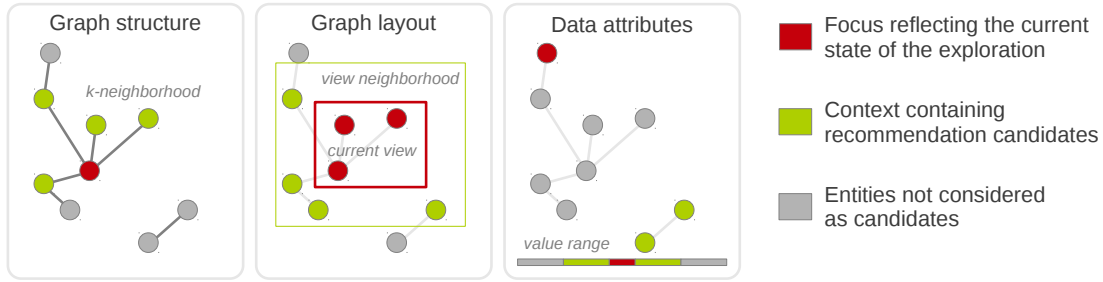 Graph structure
k-neighborhood
Graph layout
view neighborhood
current view
Data attributes
value range
Focus reflecting the current
state of the exploration
Context containing
recommendation candidates
Entities not considered
as candidates